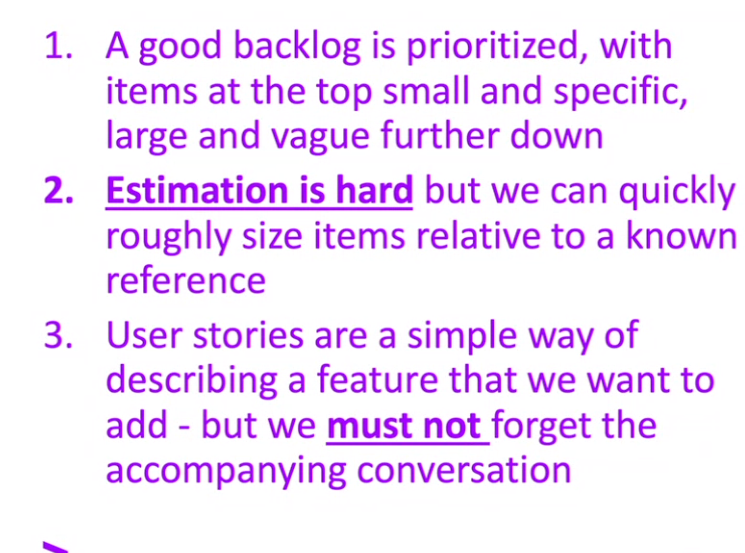 1. A good backlog is prioritized, with
items at the top small and specific,
large and vague further down
2. Estimation is hard but we can quickly
roughly size items relative to a known
reference
3. User stories are a simple way of
describing a feature that we want to
add - but we must not forget the
accompanying conversation